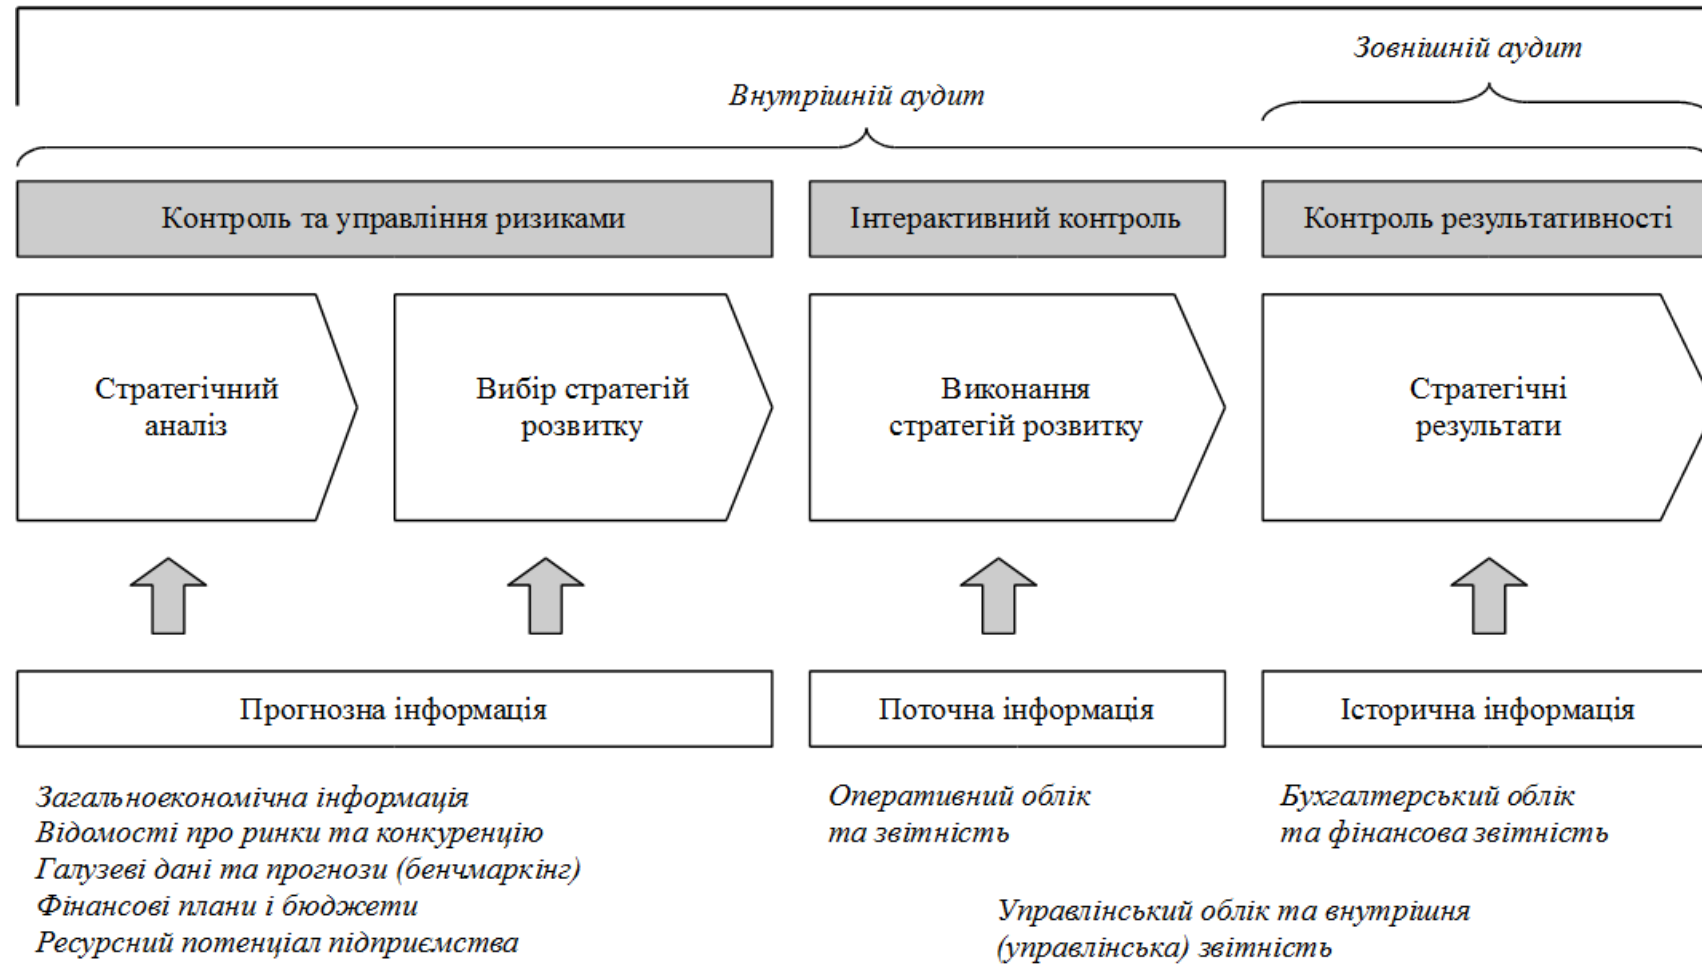 Зовнішній аудит
Внутрішній аудит
Контроль та управління ризиками
Інтерактивний контроль
Контроль результативності
Стратегічний
аналіз
Вибір стратегій
розвитку
Виконання
стратегій розвитку
Стратегічні
результати
Прогнозна інформація
Поточна інформація
Історична інформація
Загальноекономічна інформація
Відомості про ринки та конкуренцію
Галузеві дані та прогнози (бенчмаркінг)
Фінансові плани і бюджети
Ресурсний потенціал підприємства
Оперативний облік
та звітність
Бухгалтерський облік
та фінансова звітність
Управлінський облік та внутрішня
(управлінська) звітність